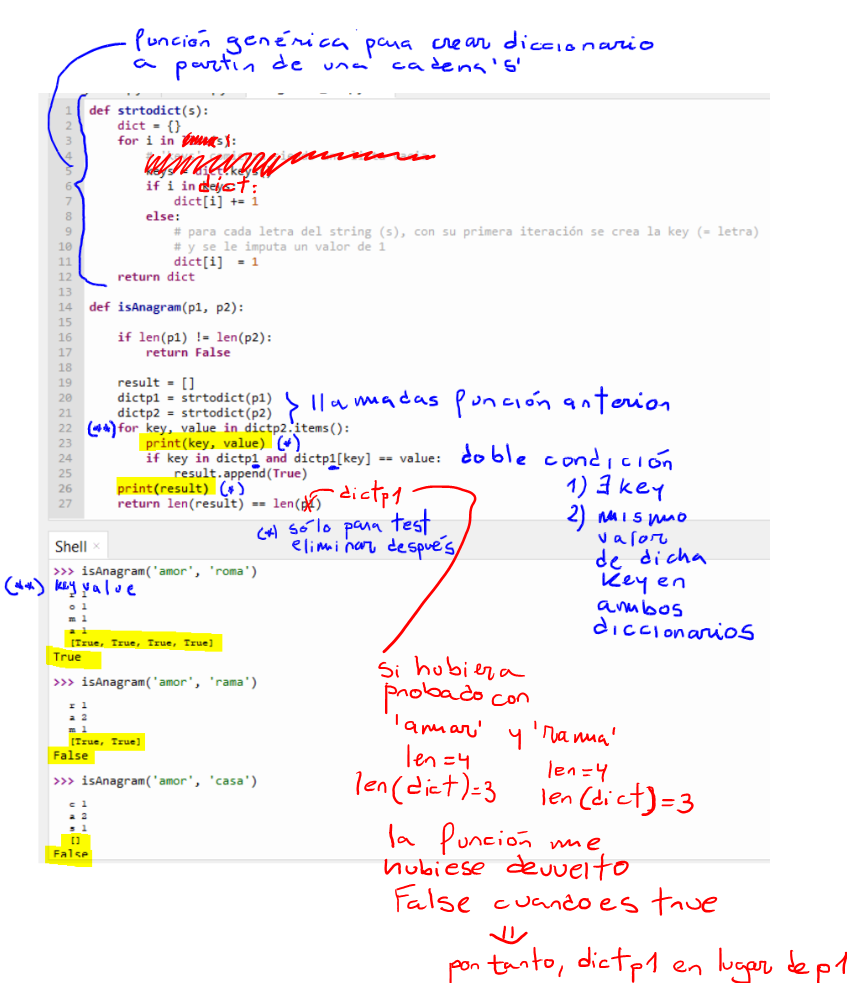 función genérica para crear diccionario
a partir de una cadena 's'
1 def strtodict(s):
2 dict = {}
3 for i in s):
4
5 keys = dict.keys
6 if i in dict:
7 dict[i] += 1
8 else:
9 # para cada letra del string (s), con su primera iteración se crea la key (= letra)
10 # y se le imputa un valor de 1
11 dict[i] = 1
12 return dict
13
14 def isAnagram(p1, p2):
15
16 if len(p1) != len(p2):
17 return False
18
19 result = []
20 dictp1 = strtodict(p1)
21 dictp2 = strtodict(p2)
llamadas función anterior
(**) 22 for key, value in dictp2.items():
23 print(key, value) (*)
24 if key in dictp1 and dictp1[key] == value:
25 result.append(True)
26 print(result) (*)
27 return len(result) == len(p1)
dictp1
doble condición
1) ∃ key
2) mismo
valor
de dicha
key en
ambos
diccionarios
(*) sólo para test
eliminar después
Shell ×
>>> isAnagram('amor', 'roma')
(**) key value
r 1
o 1
m 1
a 1
[True, True, True, True]
True
>>> isAnagram('amor', 'rama')
r 1
a 2
m 1
[True, True]
False
>>> isAnagram('amor', 'casa')
c 1
a 2
s 1
[]
False
si hubiera
probado con
'amar' y 'rama'
len=4 len=4
len(dict)=3 len(dict)=3
la función me
hubiese devuelto
False cuando es true
⇓
por tanto, dictp1 en lugar de p1